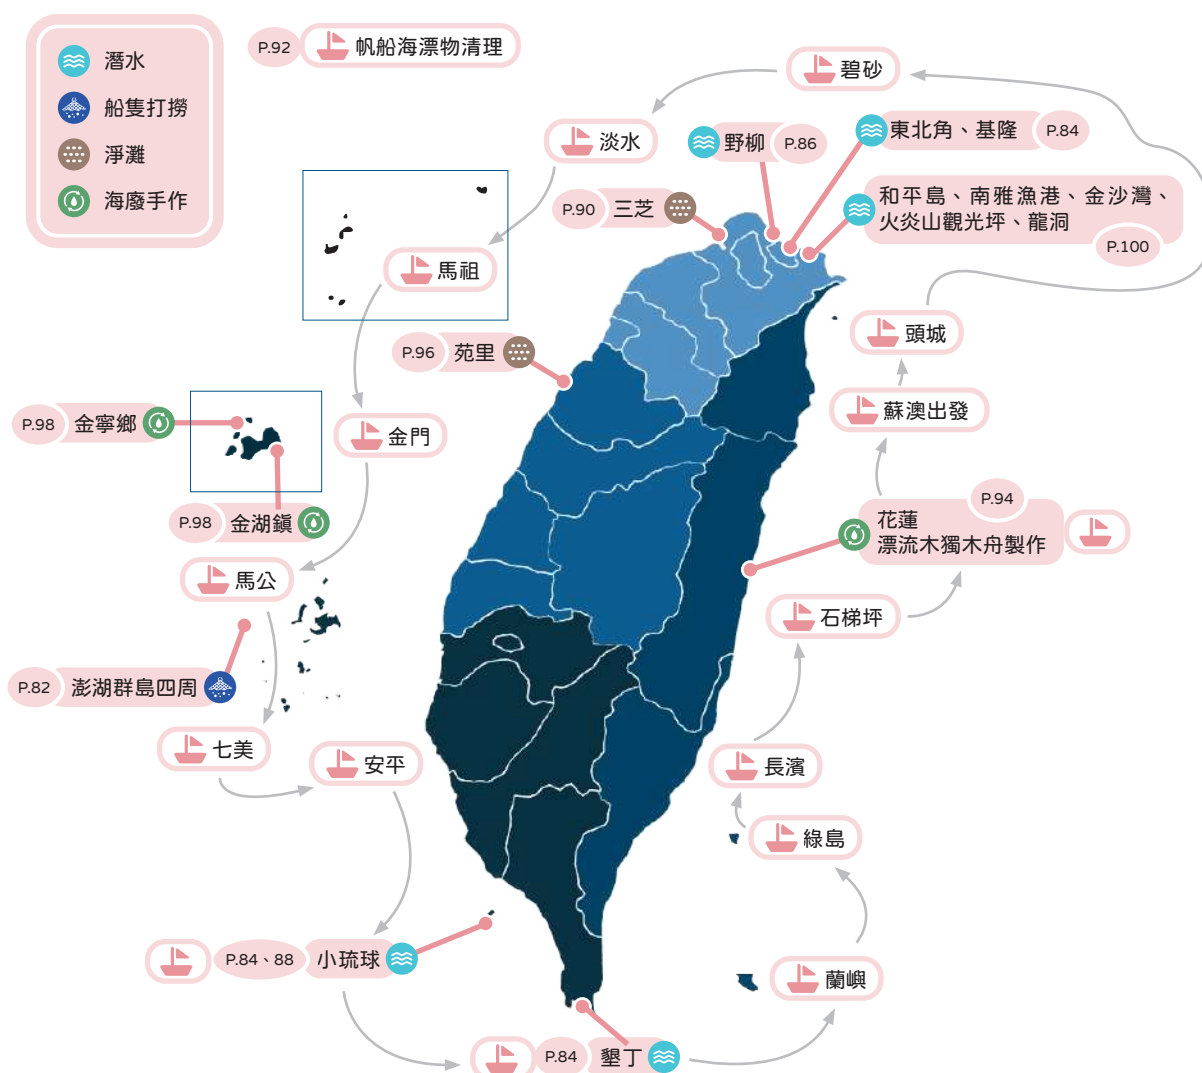 潛水
船隻打撈
淨灘
海廢手作
P.92 帆船海漂物清理
碧砂
淡水
野柳 P.86
東北角、基隆 P.84
P.90 三芝
和平島、南雅漁港、金沙灣、
火炎山觀光坪、龍洞
P.100
馬祖
頭城
P.96 苑里
蘇澳出發
P.98 金寧鄉
金門
P.98 金湖鎮
P.94
花蓮
漂流木獨木舟製作
馬公
石梯坪
P.82 澎湖群島四周
七美
安平
長濱
綠島
P.84、88 小琉球
蘭嶼
P.84 墾丁